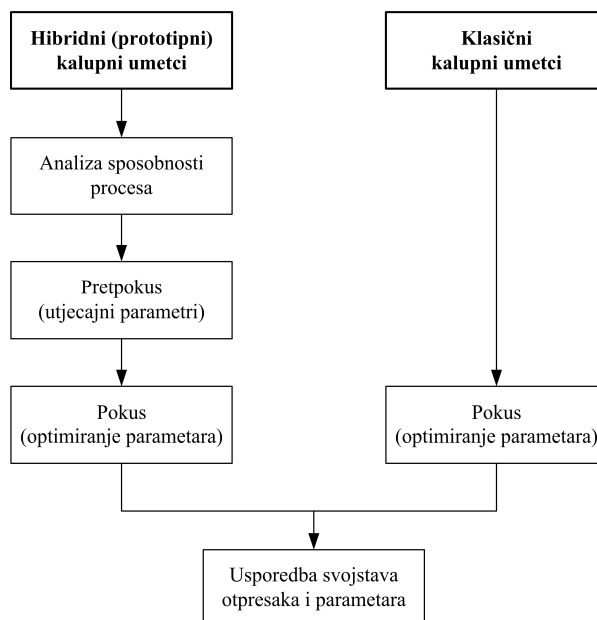 Hibridni (prototipni)
kalupni umetci
Klasični
kalupni umetci
Analiza sposobnosti
procesa
Pretpokus
(utjecajni parametri)
Pokus
(optimiranje parametara)
Pokus
(optimiranje parametara)
Usporedba svojstava
otpresaka i parametara